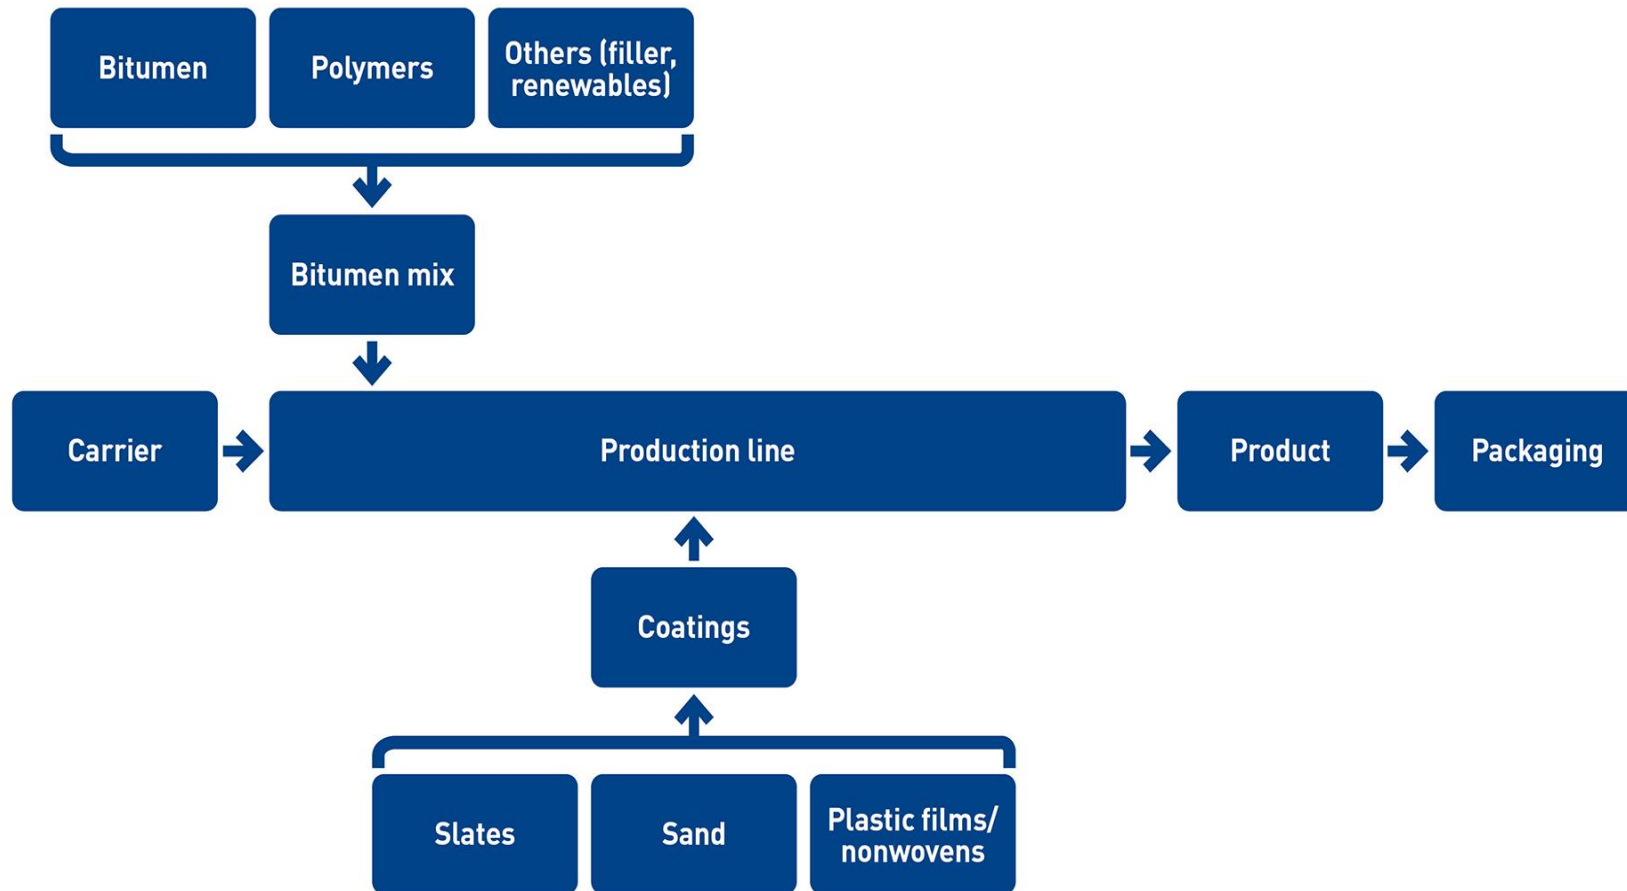 Bitumen
Polymers
Others (filler,
renewables)
Bitumen mix
Carrier
Production line
Product
Packaging
Coatings
Slates
Sand
Plastic films/
nonwovens